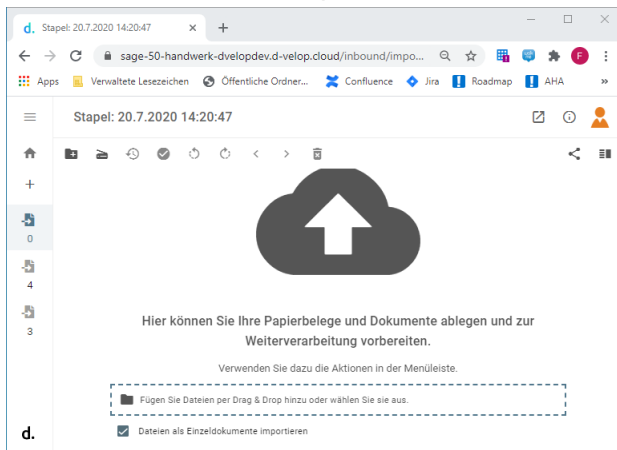 d. Stapel: 20.7.2020 14:20:47
sage-50-handwerk-dvelopdev.d-velop.cloud/inbound/impo...
F
Apps Verwaltete Lesezeichen Öffentliche Ordner... Confluence Jira Roadmap AHA »
Stapel: 20.7.2020 14:20:47
0
4
3
Hier können Sie Ihre Papierbelege und Dokumente ablegen und zur
Weiterverarbeitung vorbereiten.
Verwenden Sie dazu die Aktionen in der Menüleiste.
Fügen Sie Dateien per Drag & Drop hinzu oder wählen Sie sie aus.
Dateien als Einzeldokumente importieren
d.